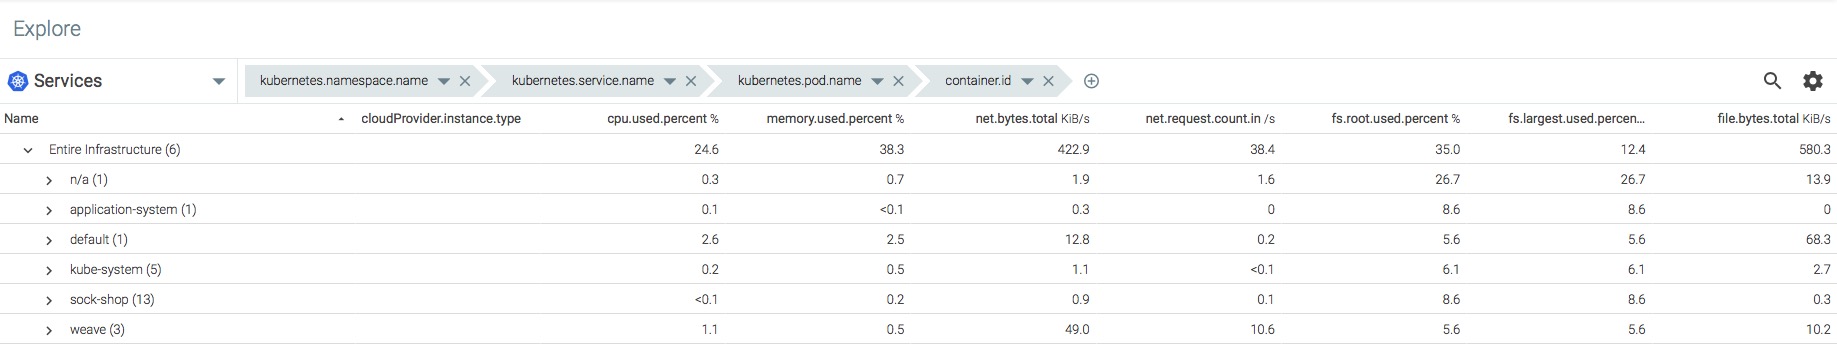 Explore
Services kubernetes.namespace.name kubernetes.service.name kubernetes.pod.name container.id
Name cloudProvider.instance.type cpu.used.percent % memory.used.percent % net.bytes.total KiB/s net.request.count.in /s fs.root.used.percent % fs.largest.used.percen... file.bytes.total KiB/s
Entire Infrastructure (6) 24.6 38.3 422.9 38.4 35.0 12.4 580.3
n/a (1) 0.3 0.7 1.9 1.6 26.7 26.7 13.9
application-system (1) 0.1 <0.1 0.3 0 8.6 8.6 0
default (1) 2.6 2.5 12.8 0.2 5.6 5.6 68.3
kube-system (5) 0.2 0.5 1.1 <0.1 6.1 6.1 2.7
sock-shop (13) <0.1 0.2 0.9 0.1 8.6 8.6 0.3
weave (3) 1.1 0.5 49.0 10.6 5.6 5.6 10.2